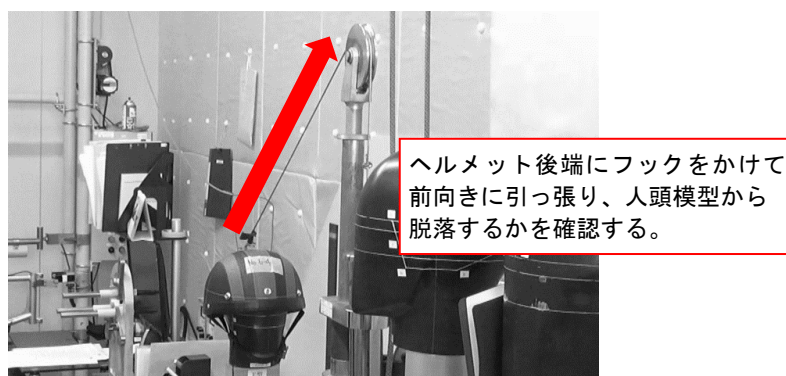 ヘルメット後端にフックをかけて
前向きに引っ張り、人頭模型から
脱落するかを確認する。